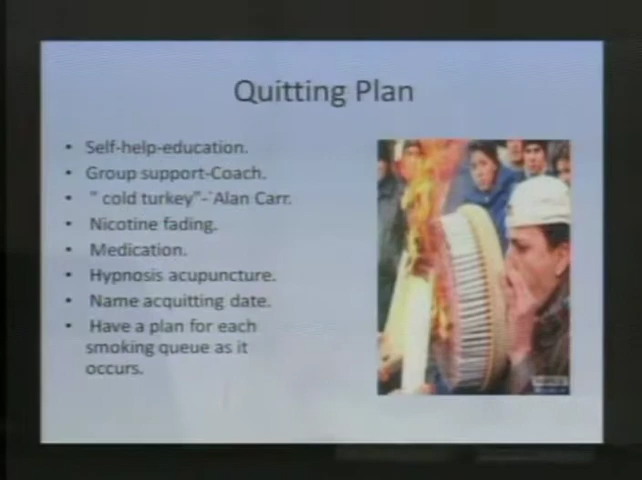 Quitting Plan
• Self-help-education.
• Group support-Coach.
• " cold turkey"-`Alan Carr.
• Nicotine fading.
• Medication.
• Hypnosis acupuncture.
• Name acquitting date.
• Have a plan for each
smoking queue as it
occurs.